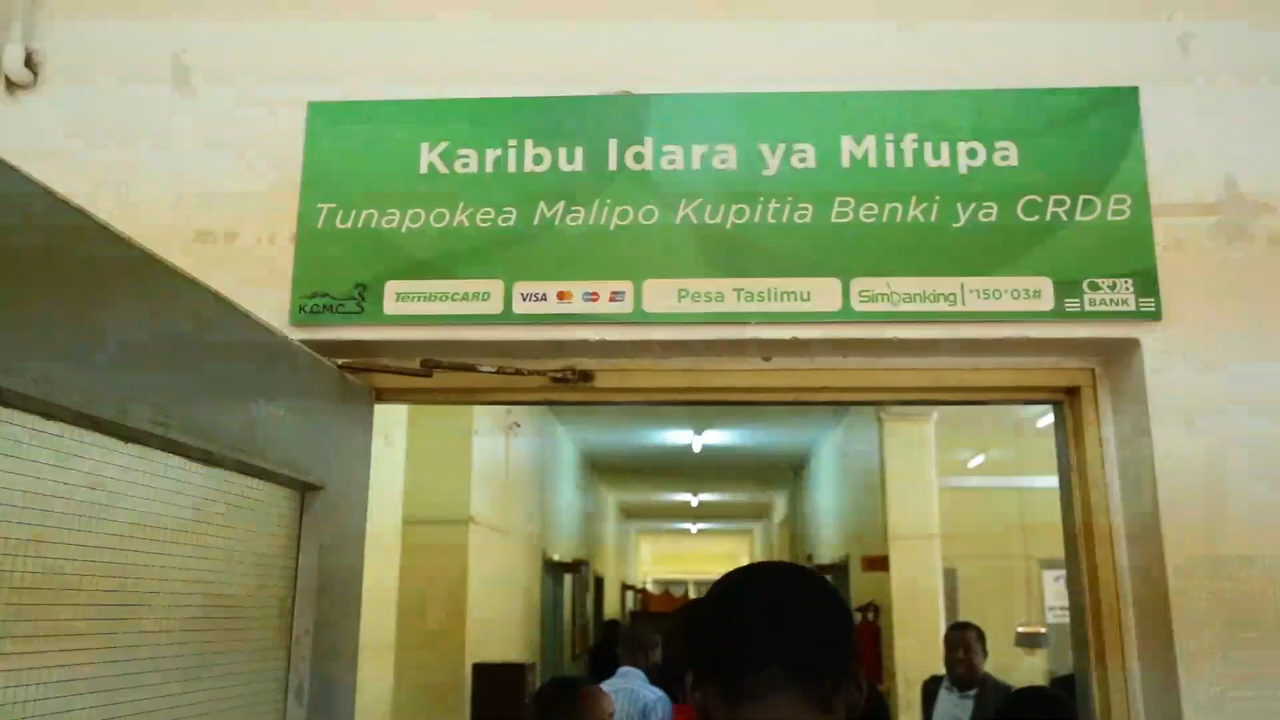 Karibu Idara ya Mifupa
Tunapokea Malipo Kupitia Benki ya CRDB
KCMC TemboCARD VISA Pesa Taslimu SimBanking *150*03# CRDB BANK